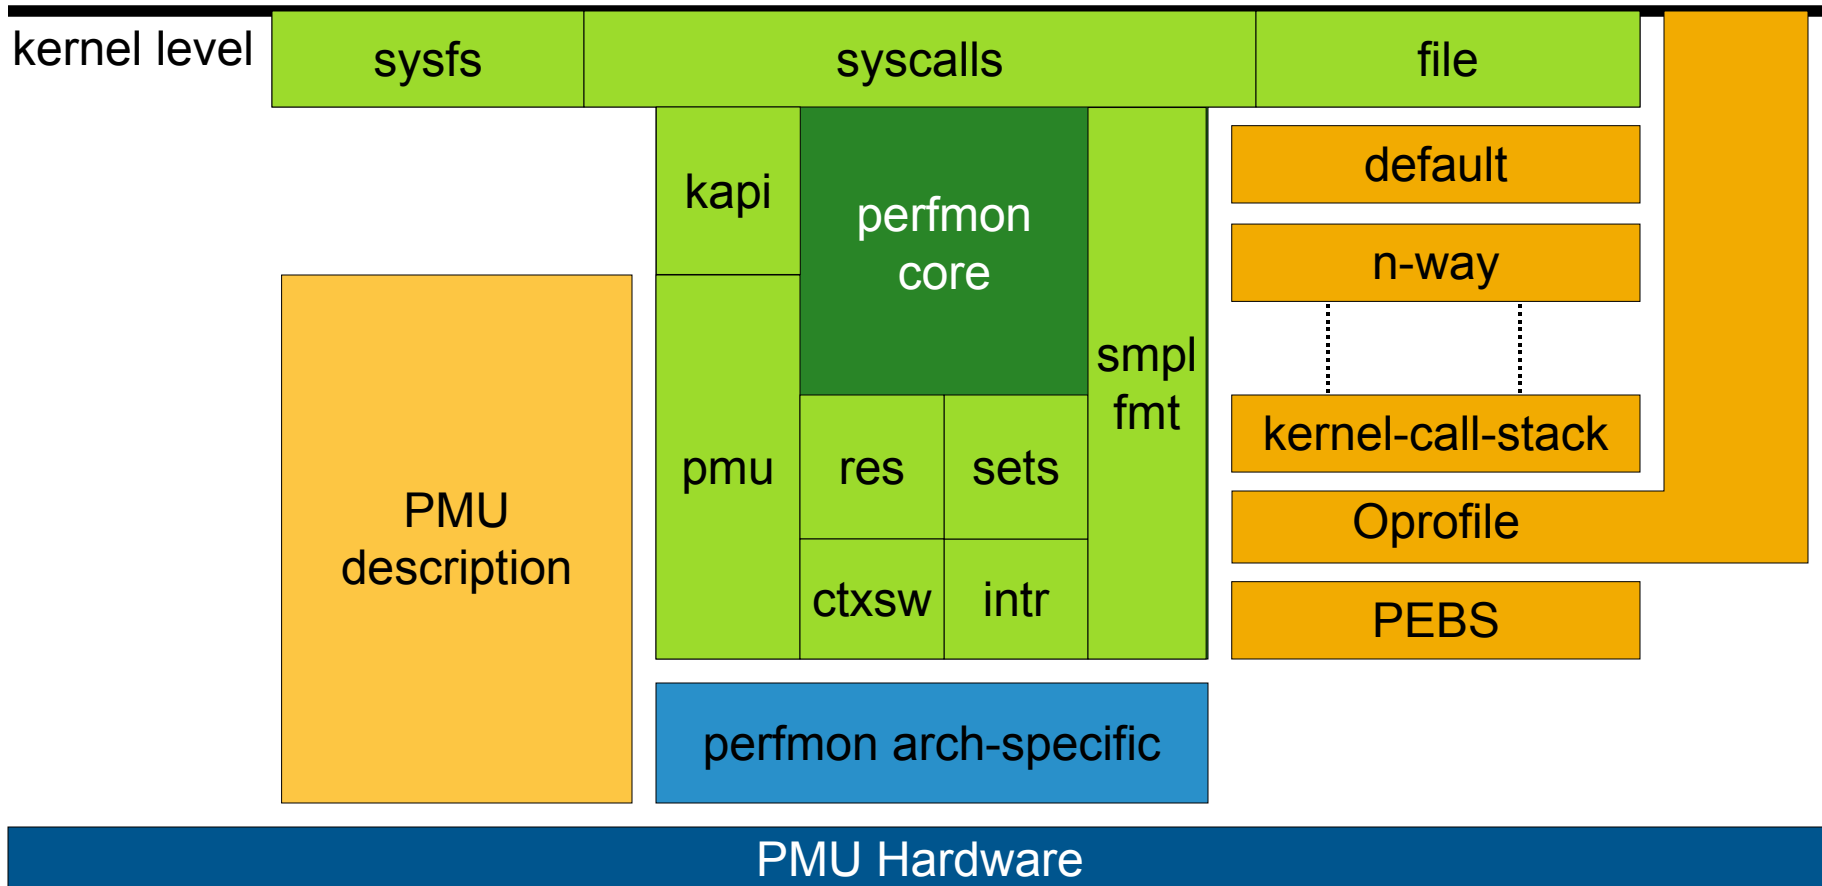 kernel level
sysfs
syscalls
file
kapi
perfmon
core
default
n-way
smpl
fmt
kernel-call-stack
pmu
res
sets
PMU
description
Oprofile
ctxsw
intr
PEBS
perfmon arch-specific
PMU Hardware